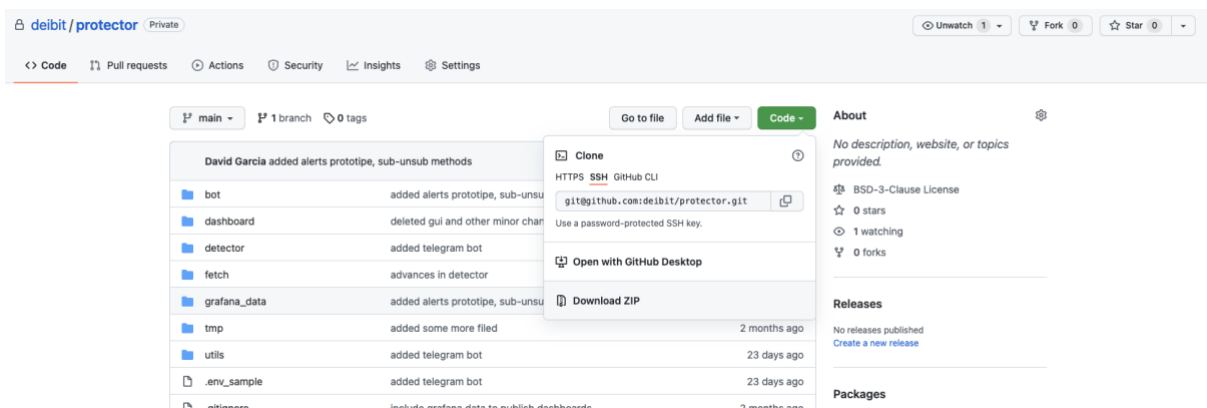 deibit / protector Private
Unwatch 1 Fork 0 Star 0
<> Code Pull requests Actions Security Insights Settings
main 1 branch 0 tags Go to file Add file Code
David Garcia added alerts prototipe, sub-unsub methods
bot added alerts prototipe, sub-unsu
dashboard deleted gui and other minor chan
detector added telegram bot
fetch advances in detector
grafana_data added alerts prototipe, sub-unsu
tmp added some more filed 2 months ago
utils added telegram bot 23 days ago
.env_sample added telegram bot 23 days ago
.gitignore include grafana data to publish dashboards 2 months ago
Clone
HTTPS SSH GitHub CLI
git@github.com:deibit/protector.git
Use a password-protected SSH key.
Open with GitHub Desktop
Download ZIP
About
No description, website, or topics
provided.
BSD-3-Clause License
0 stars
1 watching
0 forks
Releases
No releases published
Create a new release
Packages